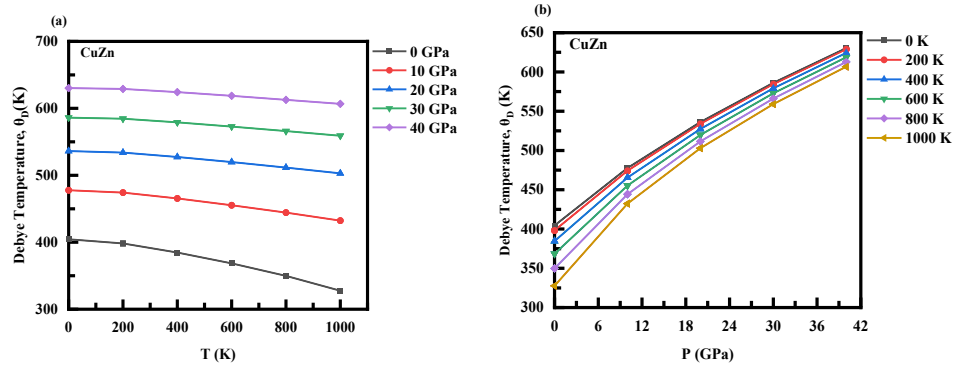 (a)
CuZn
Debye Temperature, θD(K)
700
600
500
400
300
0 200 400 600 800 1000
T (K)
0 GPa
10 GPa
20 GPa
30 GPa
40 GPa
(b)
CuZn
Debye Temperature, θD (K)
650
600
550
500
450
400
350
300
0 6 12 18 24 30 36 42
P (GPa)
0 K
200 K
400 K
600 K
800 K
1000 K